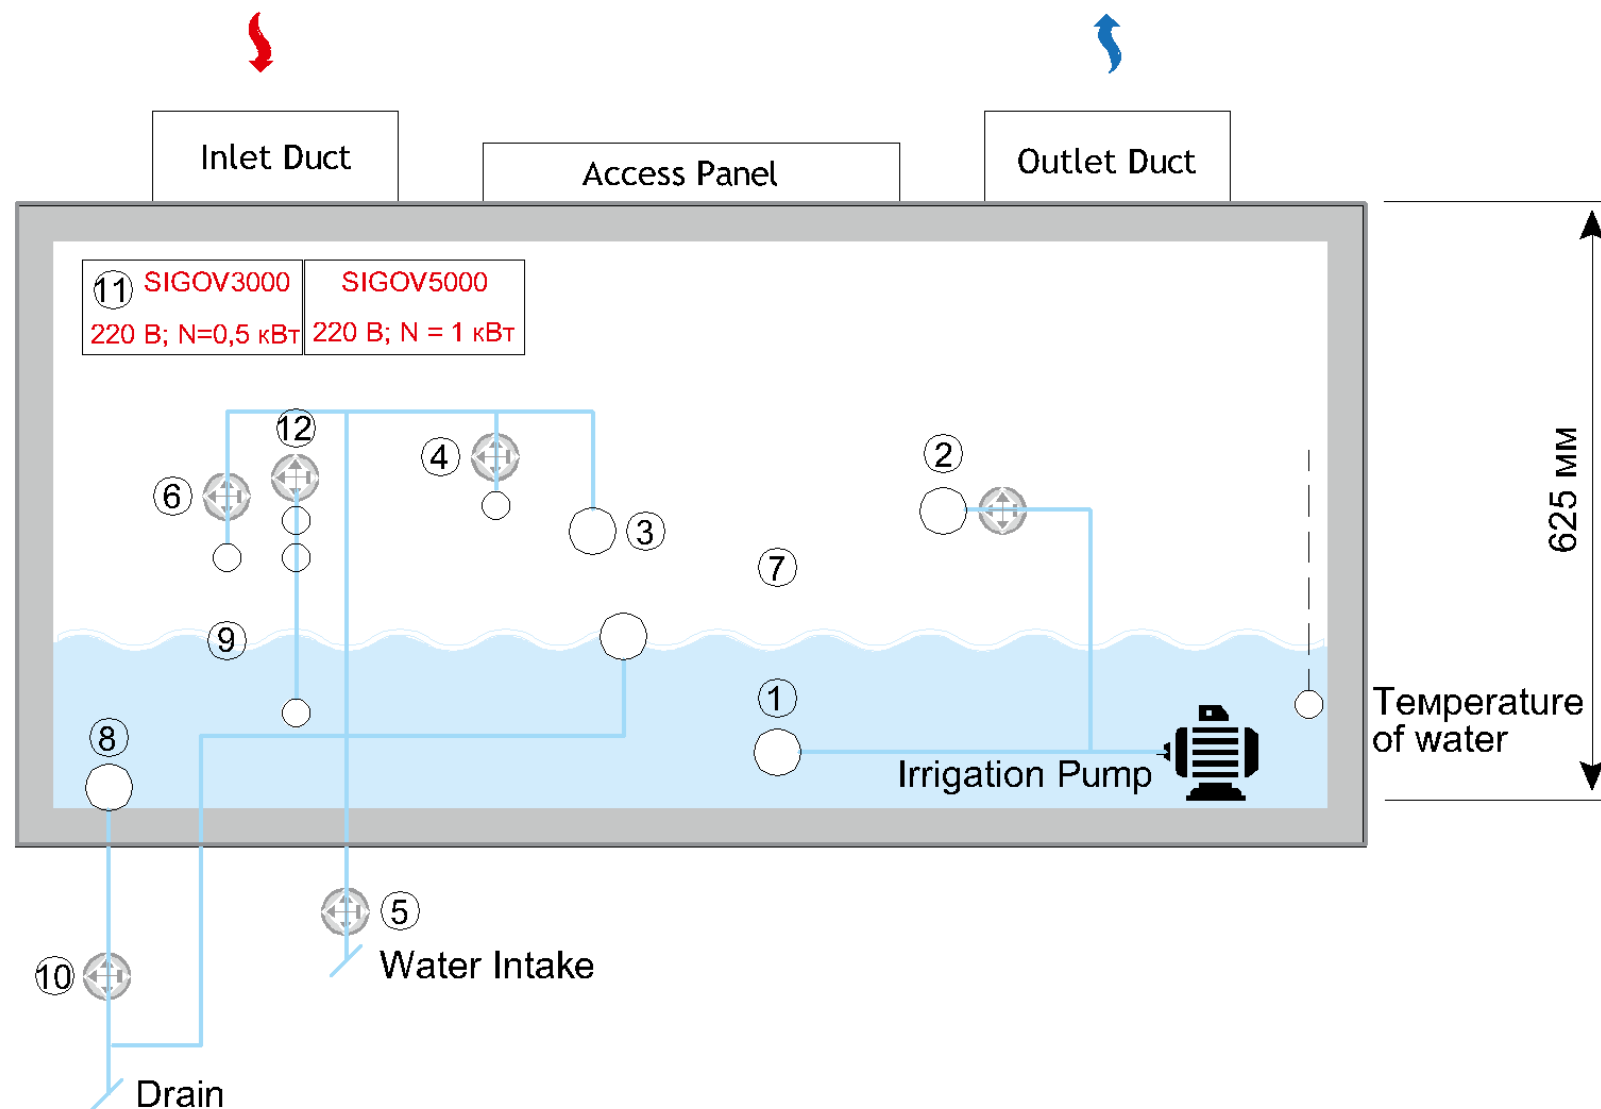 Inlet Duct
Access Panel
Outlet Duct
11 SIGOV3000
220 В; N=0,5 кВт
SIGOV5000
220 В; N = 1 кВт
12
4
2
6
3
7
625 мм
9
1
8
Temperature
of water
Irrigation Pump
5
Water Intake
10
Drain